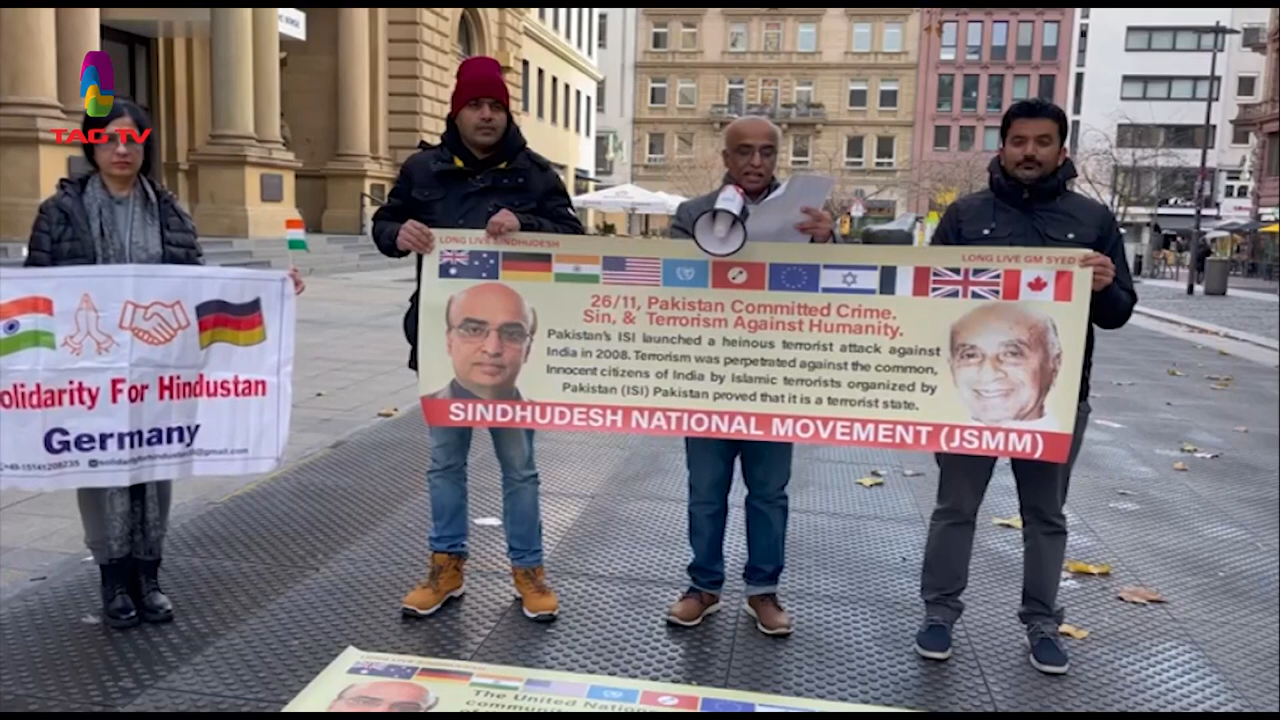 TAG TV
LONG LIVE SINDHUDESH
LONG LIVE GM SYED
26/11, Pakistan Committed Crime.
Sin, & Terrorism Against Humanity.
Pakistan's ISI launched a heinous terrorist attack against
India in 2008. Terrorism was perpetrated against the common,
Innocent citizens of India by Islamic terrorists organized by
Pakistan (ISI) Pakistan proved that it is a terrorist state.
SINDHUDESH NATIONAL MOVEMENT (JSMM)
olidarity For Hindustan
Germany
The United Nation